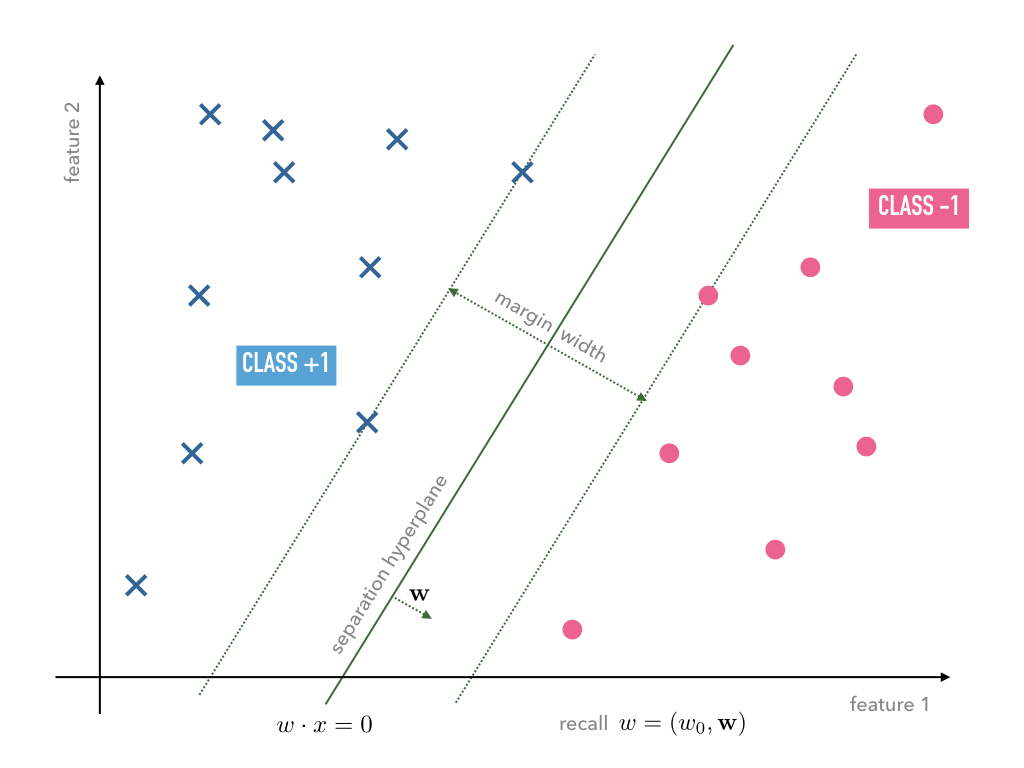 feature 2
CLASS -1
margin width
CLASS +1
separation hyperplane
w
feature 1
w · x = 0
recall w = (w₀, w)